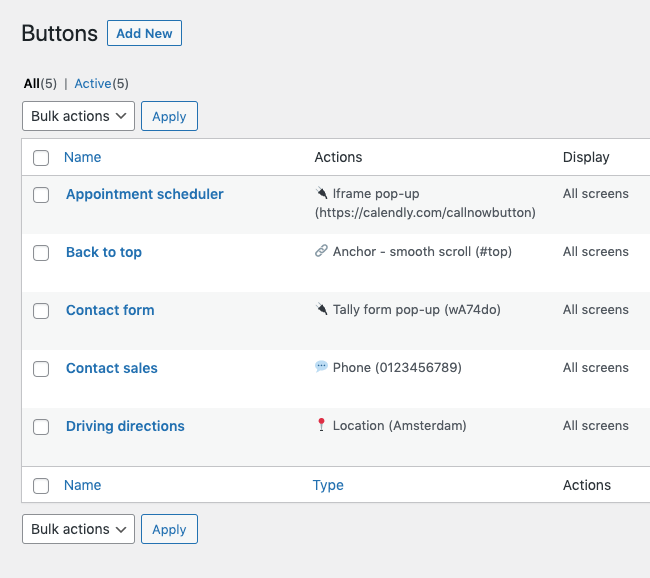 Buttons Add New
All(5) | Active(5)
Bulk actions Apply
Name Actions Display
Appointment scheduler Iframe pop-up All screens
(https://calendly.com/callnowbutton)
Back to top Anchor - smooth scroll (#top) All screens
Contact form Tally form pop-up (wA74do) All screens
Contact sales Phone (0123456789) All screens
Driving directions Location (Amsterdam) All screens
Name Type Actions
Bulk actions Apply